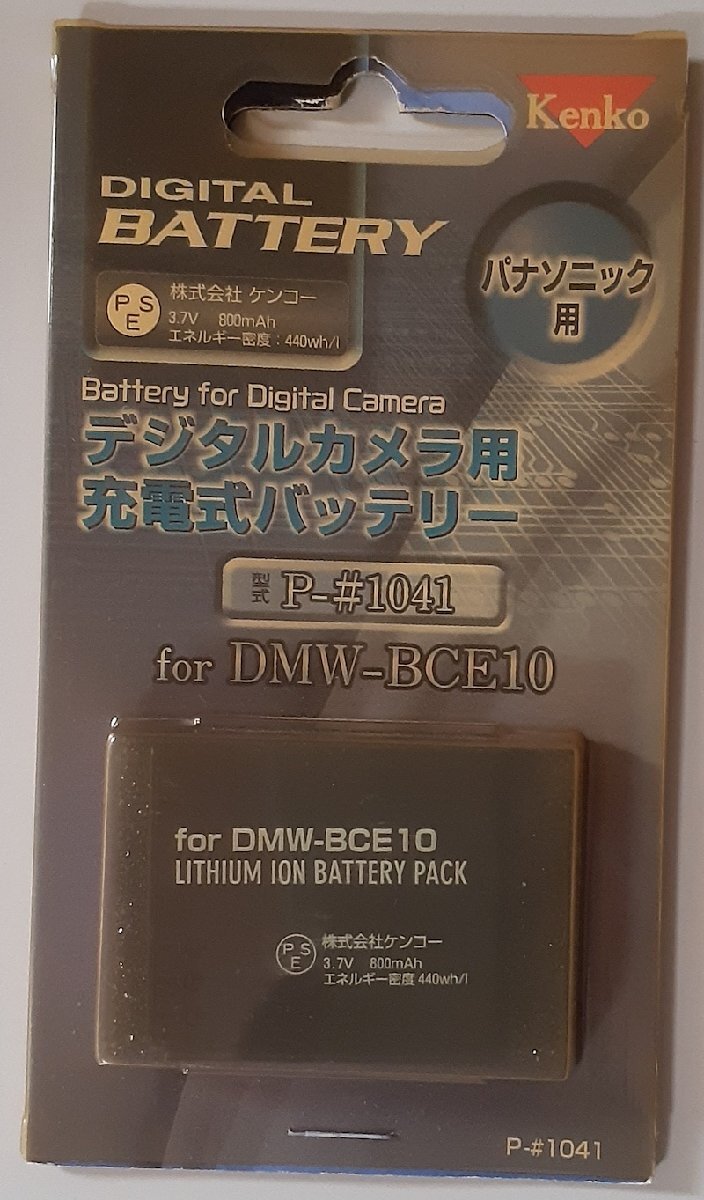 Kenko
DIGITAL
BATTERY
PSE
株式会社 ケンコー
3.7V 800mAh
エネルギー密度：440wh/l
パナソニック
用
Battery for Digital Camera
デジタルカメラ用
充電式バッテリー
型式 P-#1041
for DMW-BCE10
for DMW-BCE10
LITHIUM ION BATTERY PACK
PSE
株式会社ケンコー
3.7V 800mAh
エネルギー密度 440wh/l
P-#1041